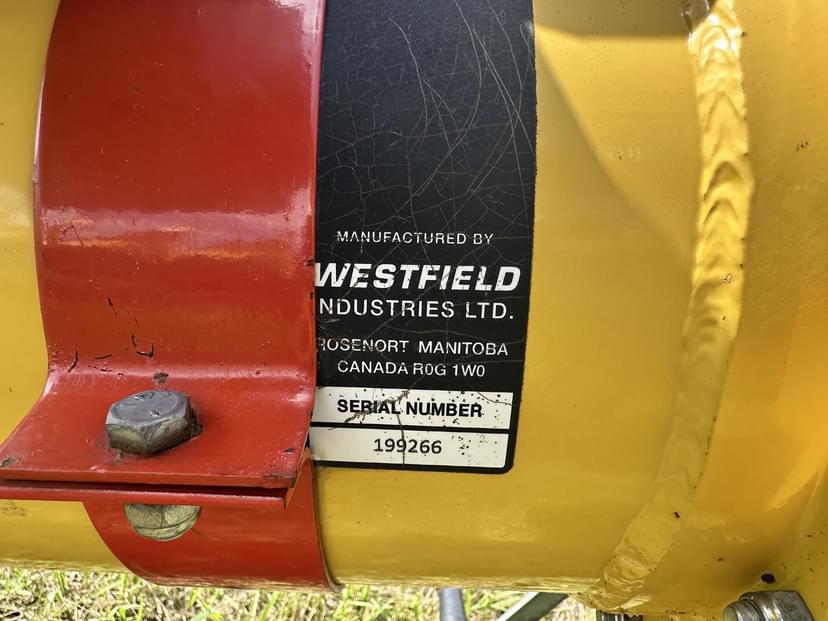 MANUFACTURED BY
WESTFIELD
INDUSTRIES LTD.
ROSENORT MANITOBA
CANADA R0G 1W0
SERIAL NUMBER
199266